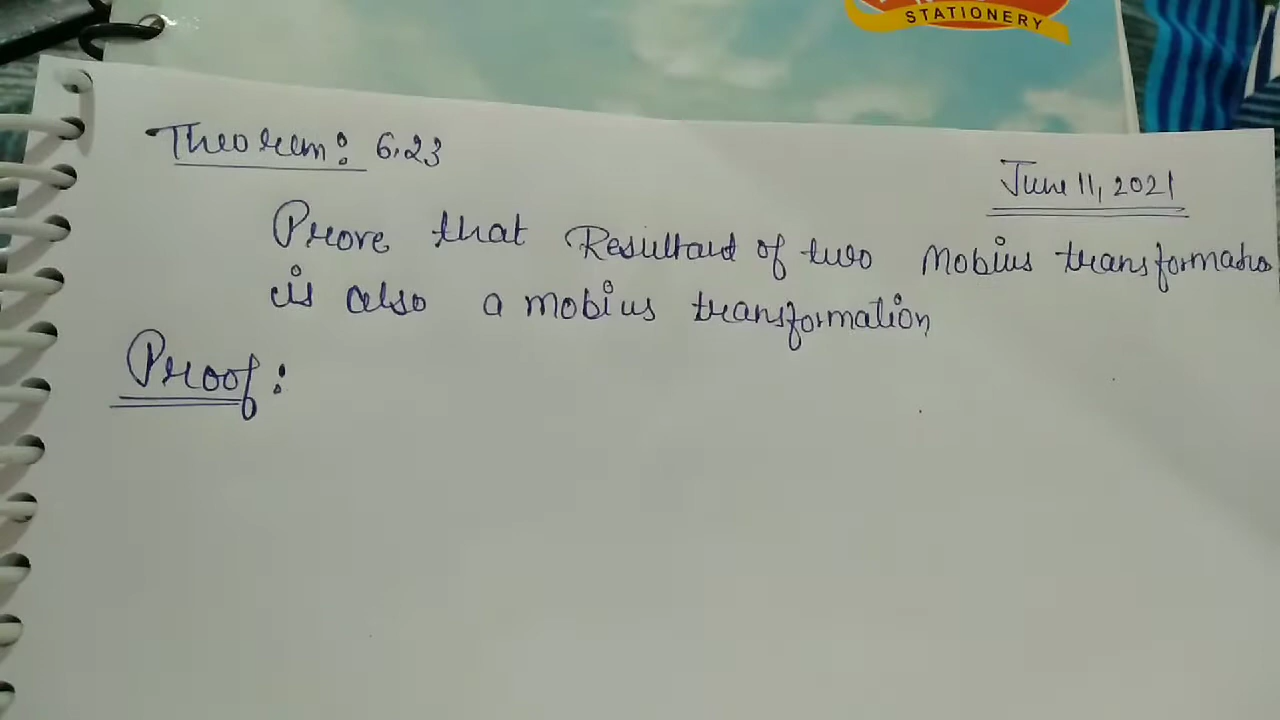 STATIONERY
Theorem: 6.23
June 11, 2021
Prove that Resultant of two Mobius transformatio
is also a mobius transformation
Proof: